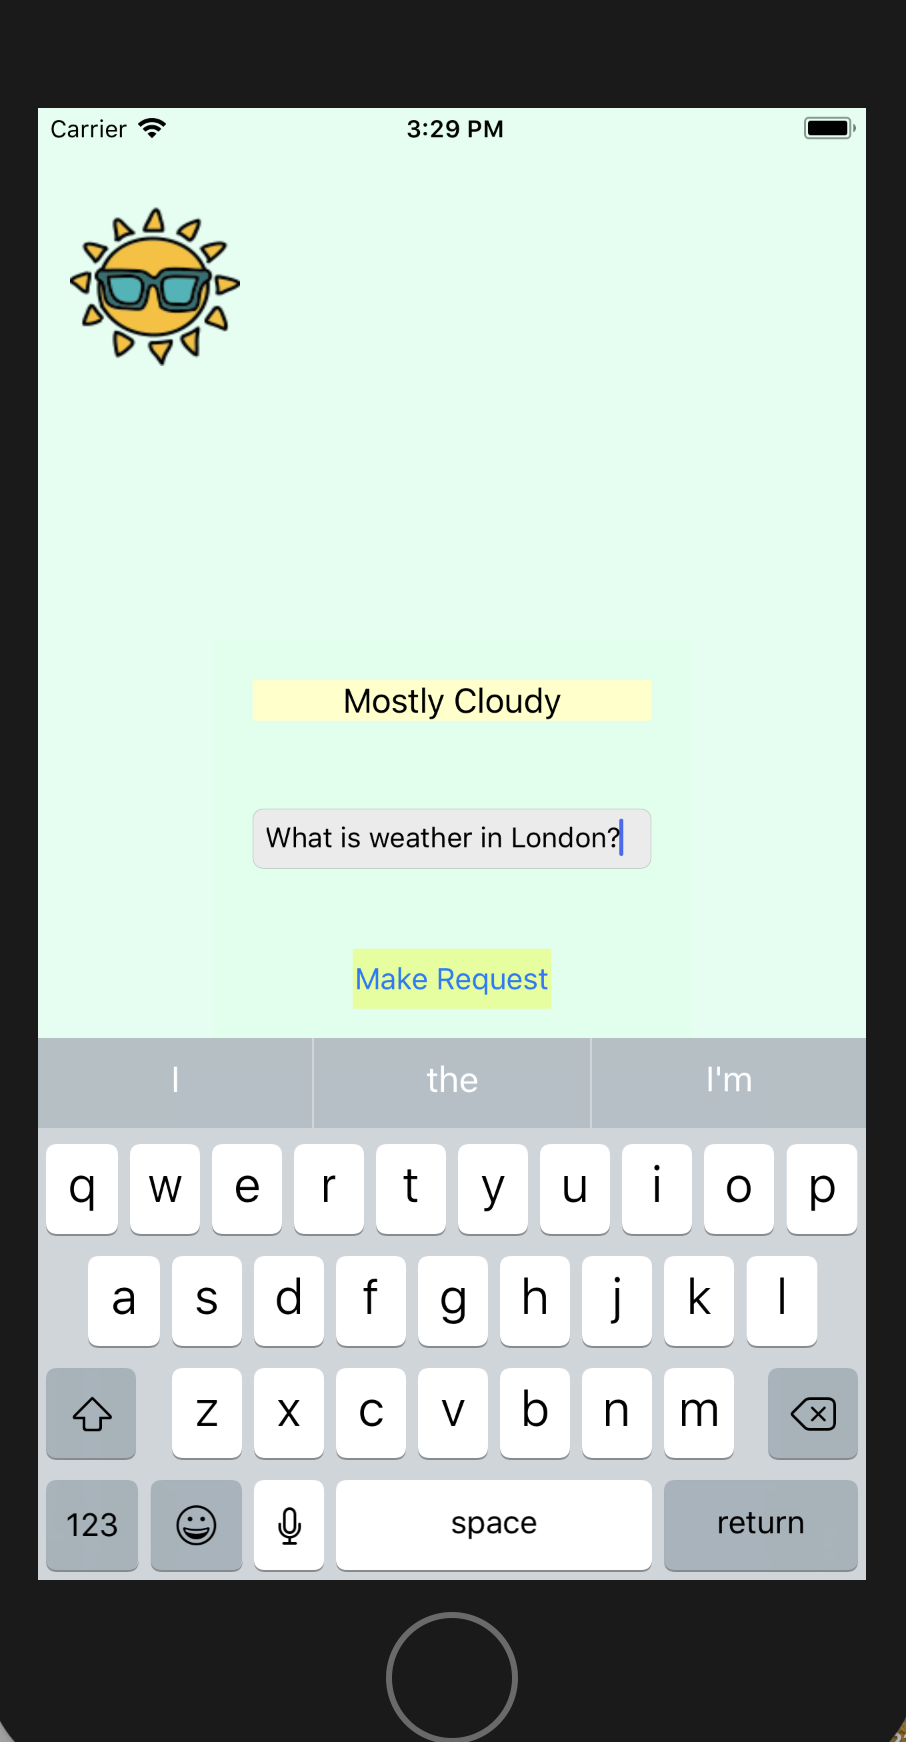 Carrier 3:29 PM
Mostly Cloudy
What is weather in London?
Make Request
I the I'm
q w e r t y u i o p
a s d f g h j k l
z x c v b n m
123 space return